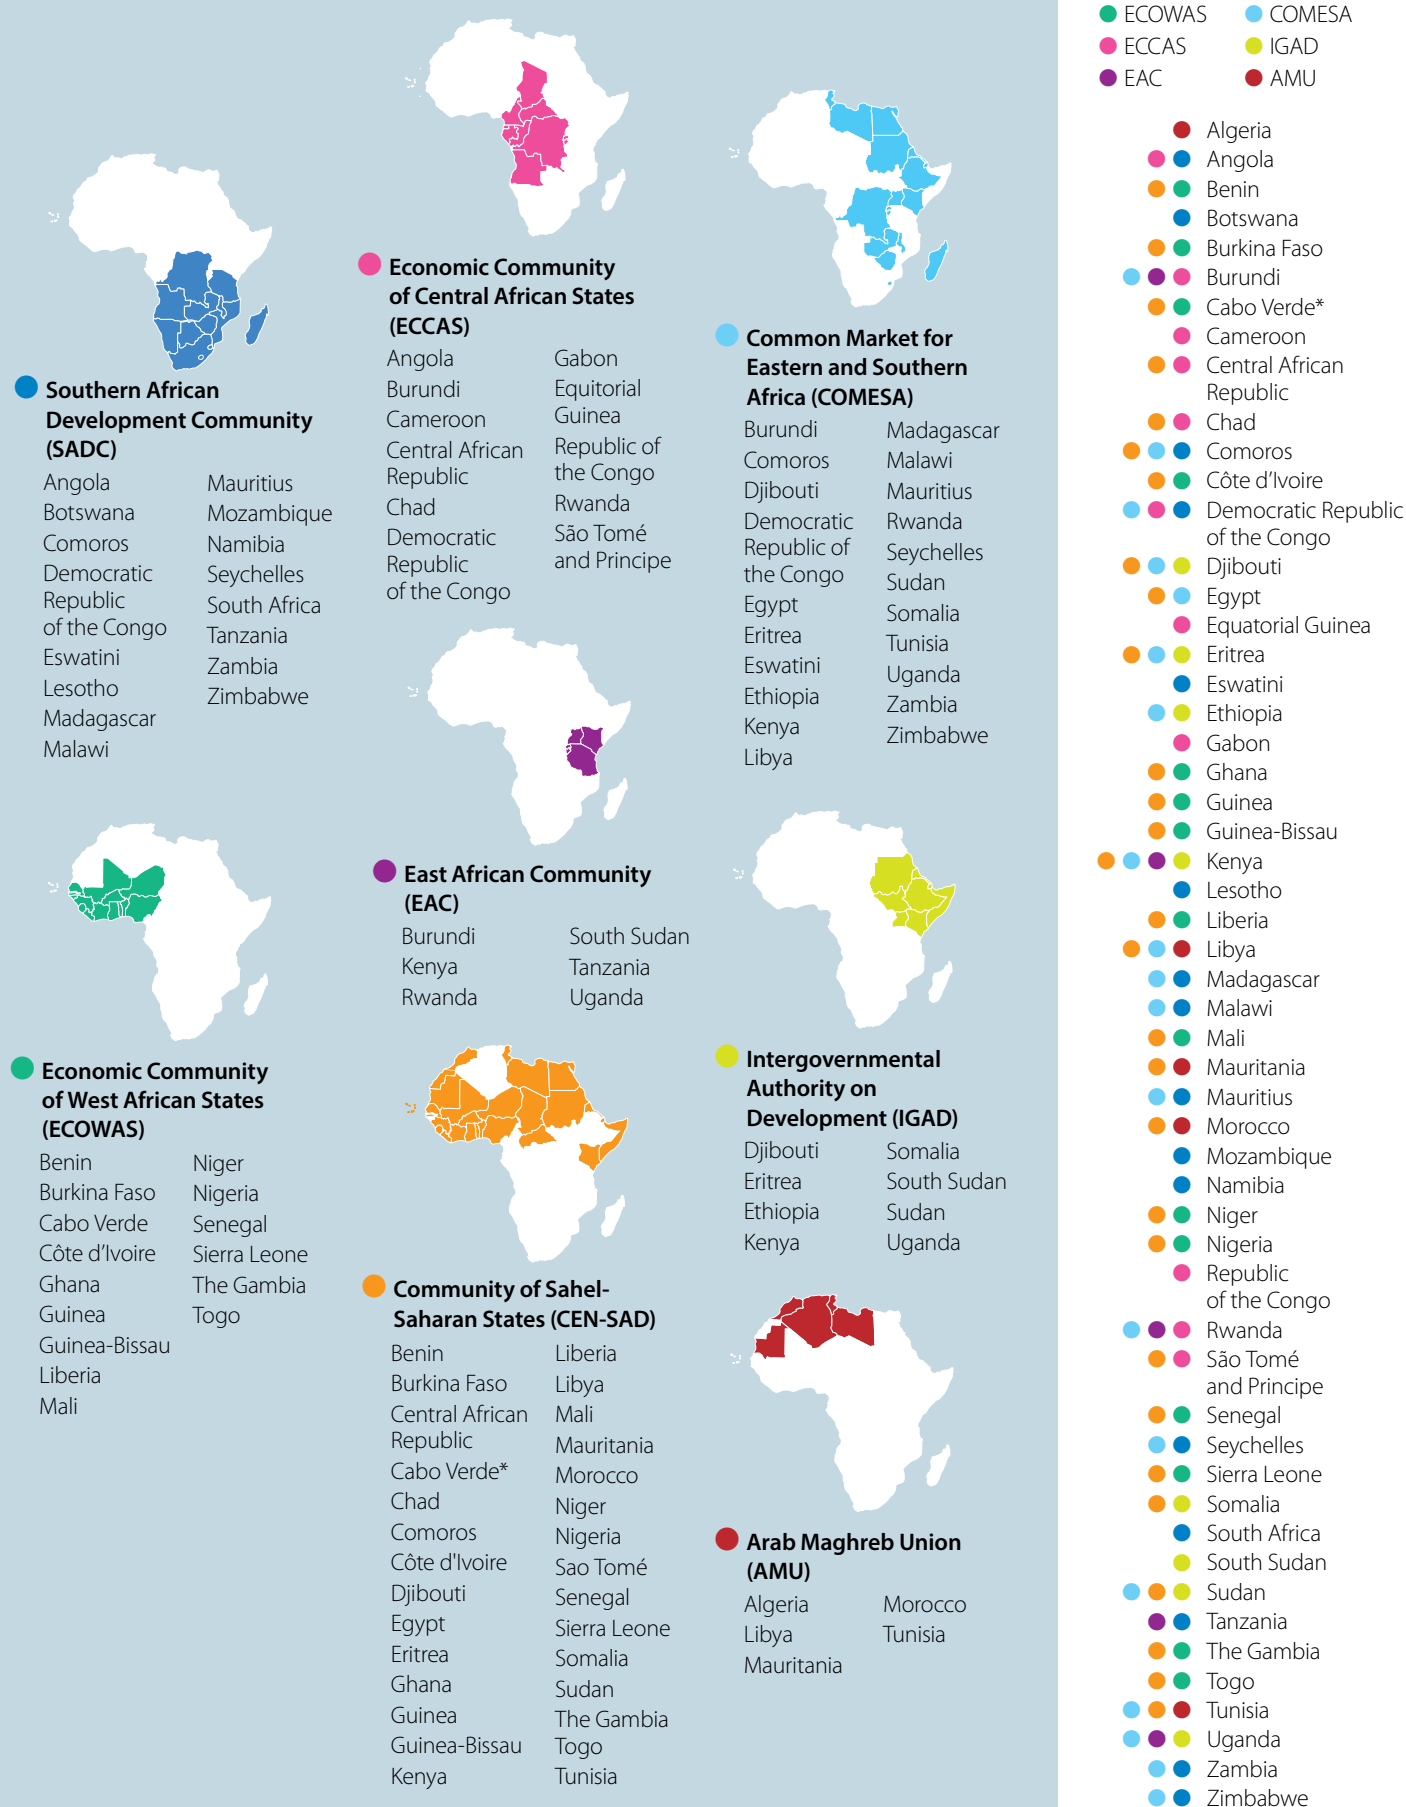 Southern African
Development Community
(SADC)
Angola
Botswana
Comoros
Democratic
Republic
of the Congo
Eswatini
Lesotho
Madagascar
Malawi
Mauritius
Mozambique
Namibia
Seychelles
South Africa
Tanzania
Zambia
Zimbabwe
Economic Community
of West African States
(ECOWAS)
Benin
Burkina Faso
Cabo Verde
Côte d’Ivoire
Ghana
Guinea
Guinea-Bissau
Liberia
Mali
Niger
Nigeria
Senegal
Sierra Leone
The Gambia
Togo
Economic Community
of Central African States
(ECCAS)
Angola
Burundi
Cameroon
Central African
Republic
Chad
Democratic
Republic
of the Congo
Gabon
Equitorial
Guinea
Republic of
the Congo
Rwanda
São Tomé
and Principe
East African Community
(EAC)
Burundi
Kenya
Rwanda
South Sudan
Tanzania
Uganda
Community of Sahel-
Saharan States (CEN-SAD)
Benin
Burkina Faso
Central African
Republic
Cabo Verde*
Chad
Comoros
Côte d'Ivoire
Djibouti
Egypt
Eritrea
Ghana
Guinea
Guinea-Bissau
Kenya
Liberia
Libya
Mali
Mauritania
Morocco
Niger
Nigeria
Sao Tomé
Senegal
Sierra Leone
Somalia
Sudan
The Gambia
Togo
Tunisia
Common Market for
Eastern and Southern
Africa (COMESA)
Burundi
Comoros
Djibouti
Democratic
Republic of
the Congo
Egypt
Eritrea
Eswatini
Ethiopia
Kenya
Libya
Madagascar
Malawi
Mauritius
Rwanda
Seychelles
Sudan
Somalia
Tunisia
Uganda
Zambia
Zimbabwe
Intergovernmental
Authority on
Development (IGAD)
Djibouti
Eritrea
Ethiopia
Kenya
Somalia
South Sudan
Sudan
Uganda
Arab Maghreb Union
(AMU)
Algeria
Libya
Mauritania
Morocco
Tunisia
ECOWAS
ECCAS
EAC
COMESA
IGAD
AMU
Algeria
Angola
Benin
Botswana
Burkina Faso
Burundi
Cabo Verde*
Cameroon
Central African
Republic
Chad
Comoros
Côte d’Ivoire
Democratic Republic
of the Congo
Djibouti
Egypt
Equatorial Guinea
Eritrea
Eswatini
Ethiopia
Gabon
Ghana
Guinea
Guinea-Bissau
Kenya
Lesotho
Liberia
Libya
Madagascar
Malawi
Mali
Mauritania
Mauritius
Morocco
Mozambique
Namibia
Niger
Nigeria
Republic
of the Congo
Rwanda
São Tomé
and Principe
Senegal
Seychelles
Sierra Leone
Somalia
South Africa
South Sudan
Sudan
Tanzania
The Gambia
Togo
Tunisia
Uganda
Zambia
Zimbabwe